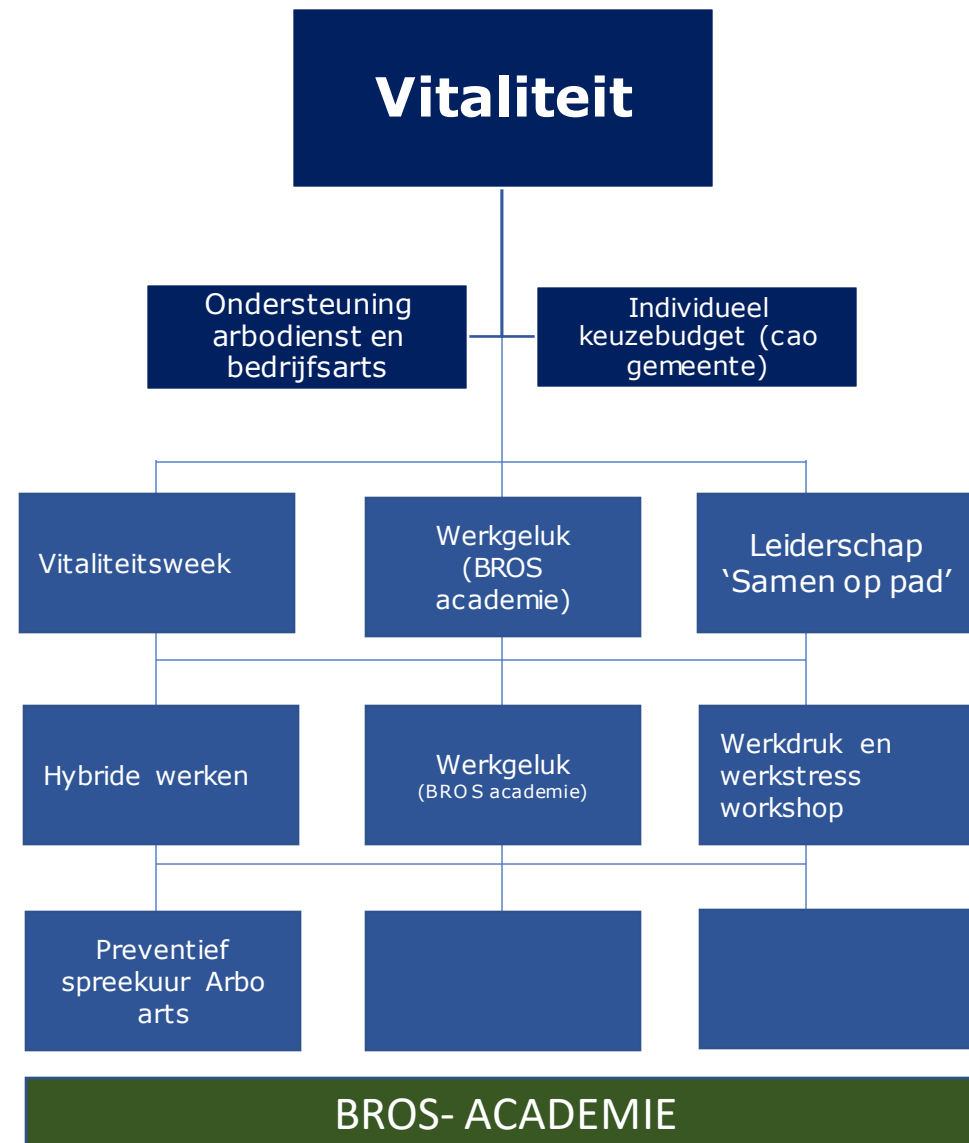 Vitaliteit
Ondersteuning
arbodienst en
bedrijfsarts
Individueel
keuzebudget (cao
gemeente)
Vitaliteitsweek
Werkgeluk
(BROS
academie)
Leiderschap
‘Samen op pad’
Hybride werken
Werkgeluk
(BROS academie)
Werkdruk en
werkstress
workshop
Preventief
spreekuur Arbo
arts
BROS- ACADEMIE